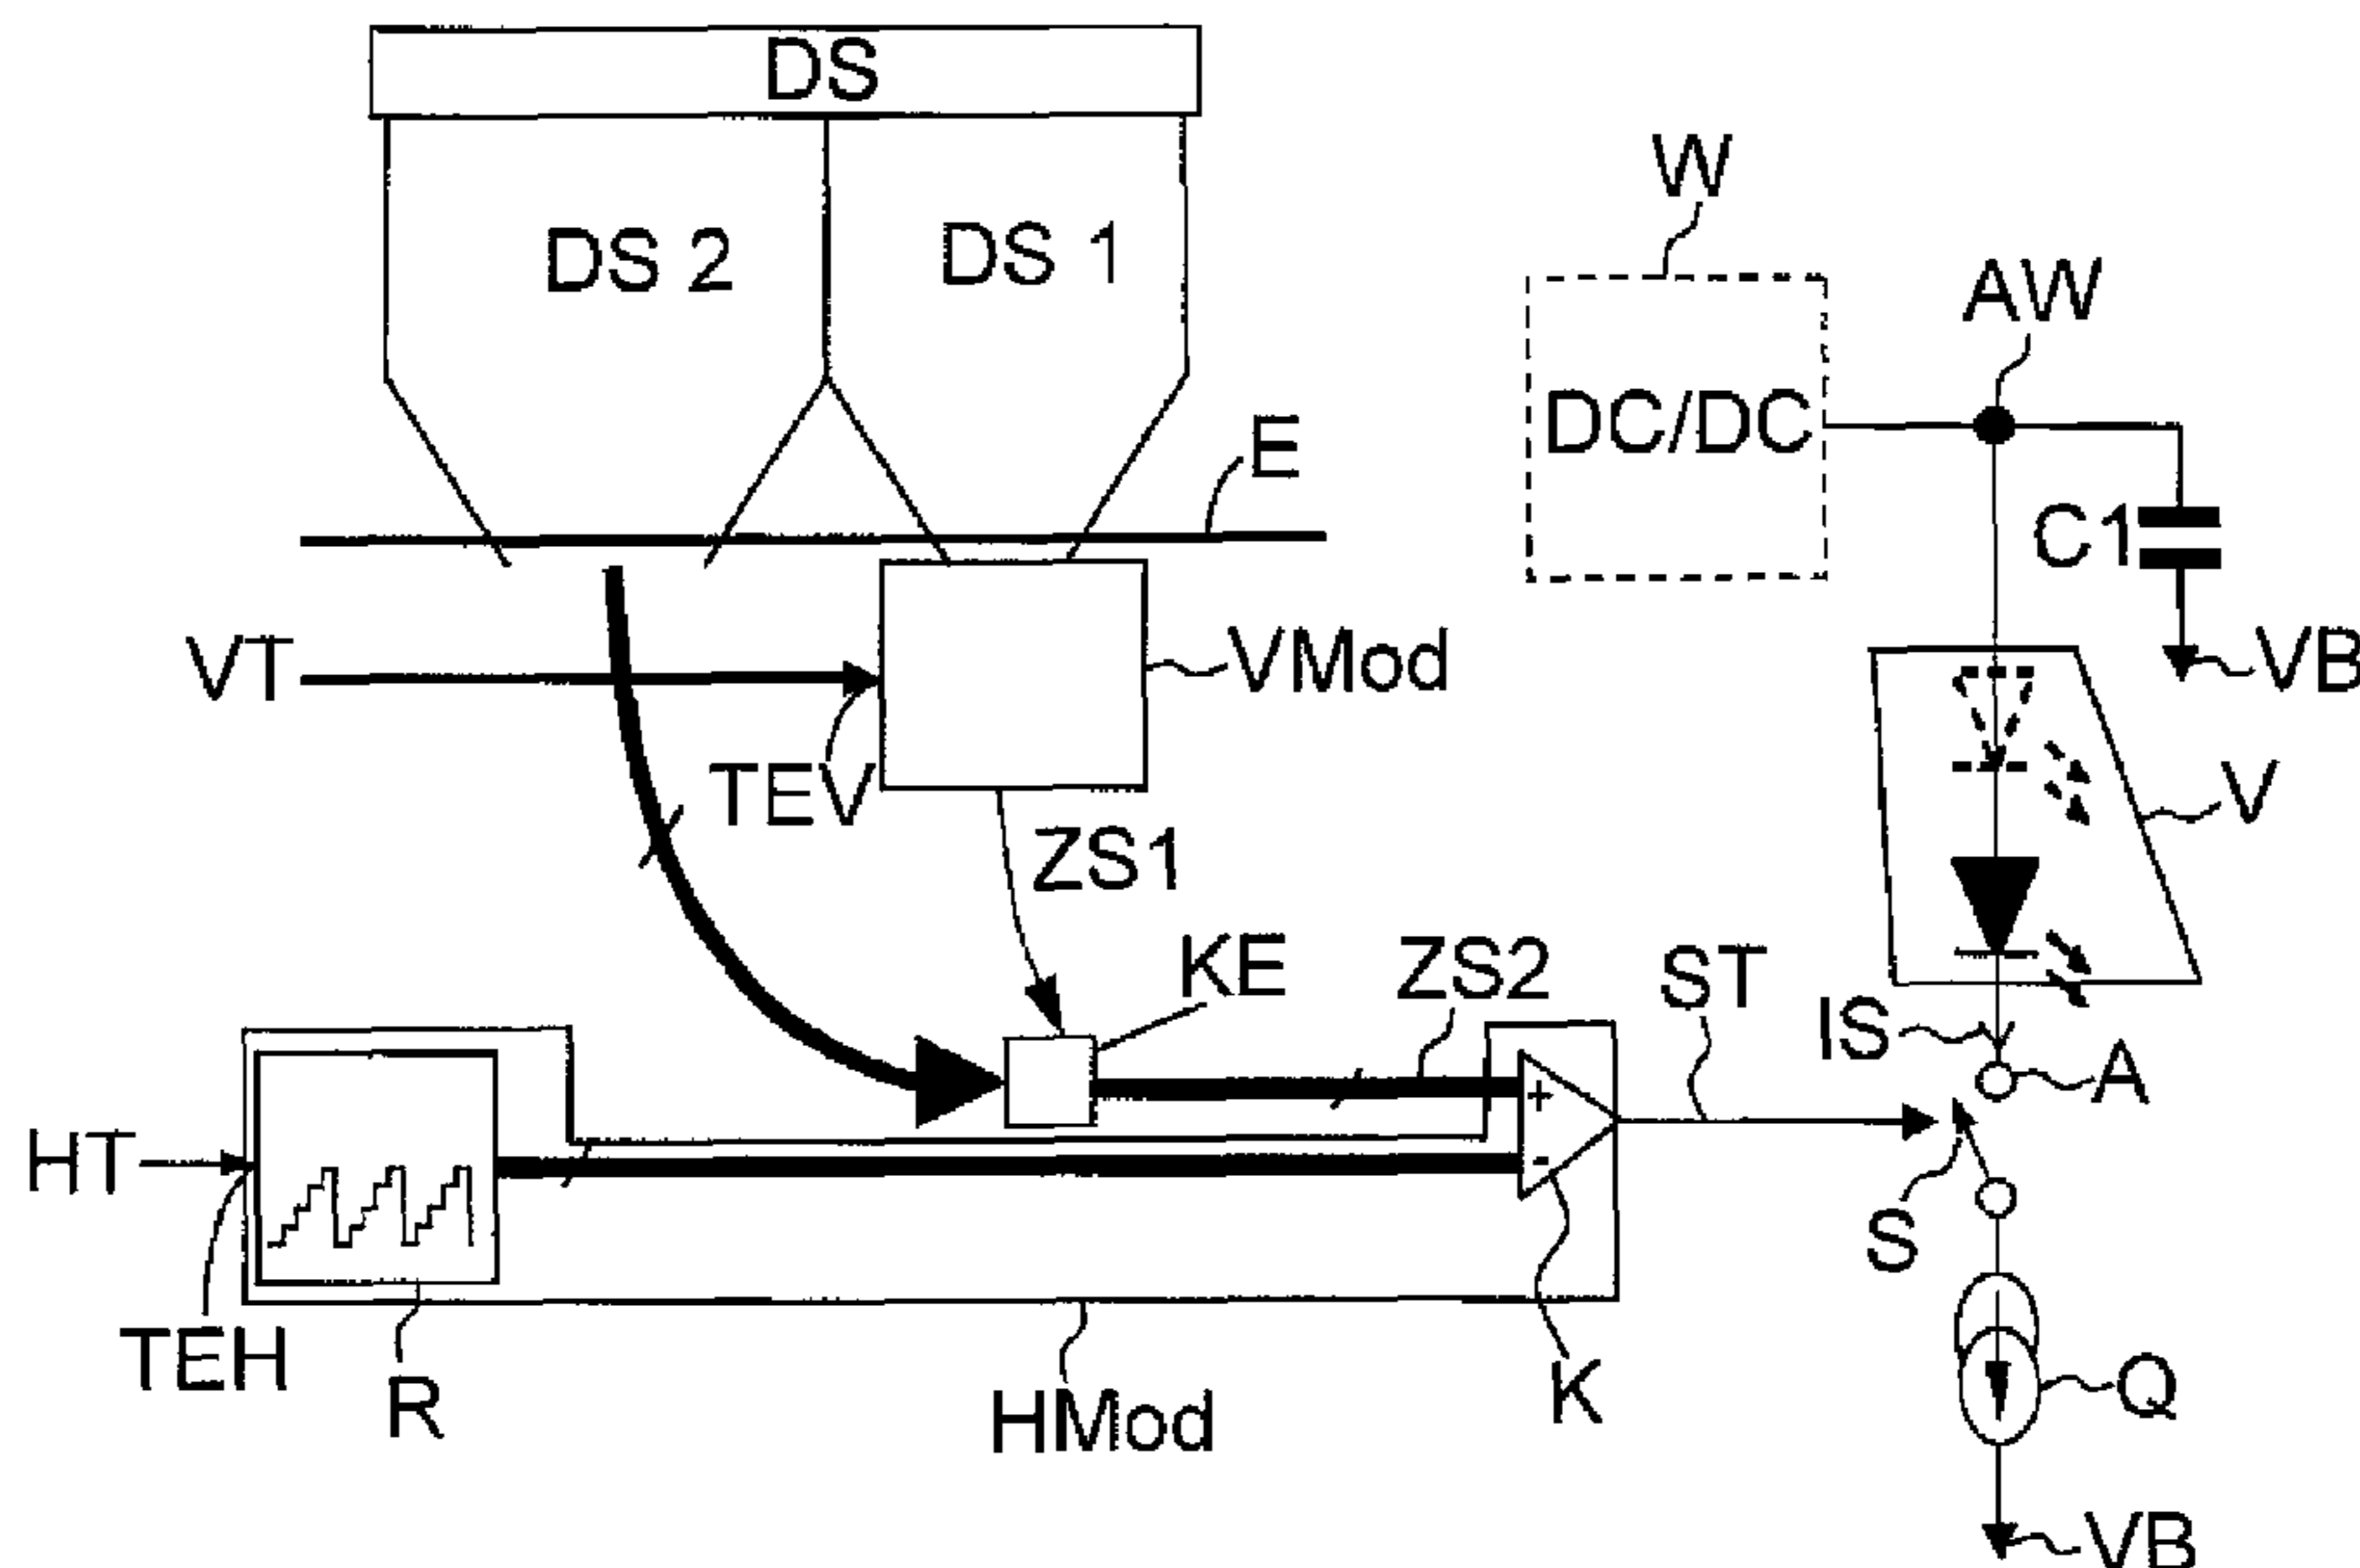 DS
W
DS 2
DS 1
AW
DC/DC
E
C1
VT
VMod
VB
TEV
V
ZS1
KE
ZS2
ST
IS
A
HT
+
-
S
TEH
R
HMod
K
Q
VB